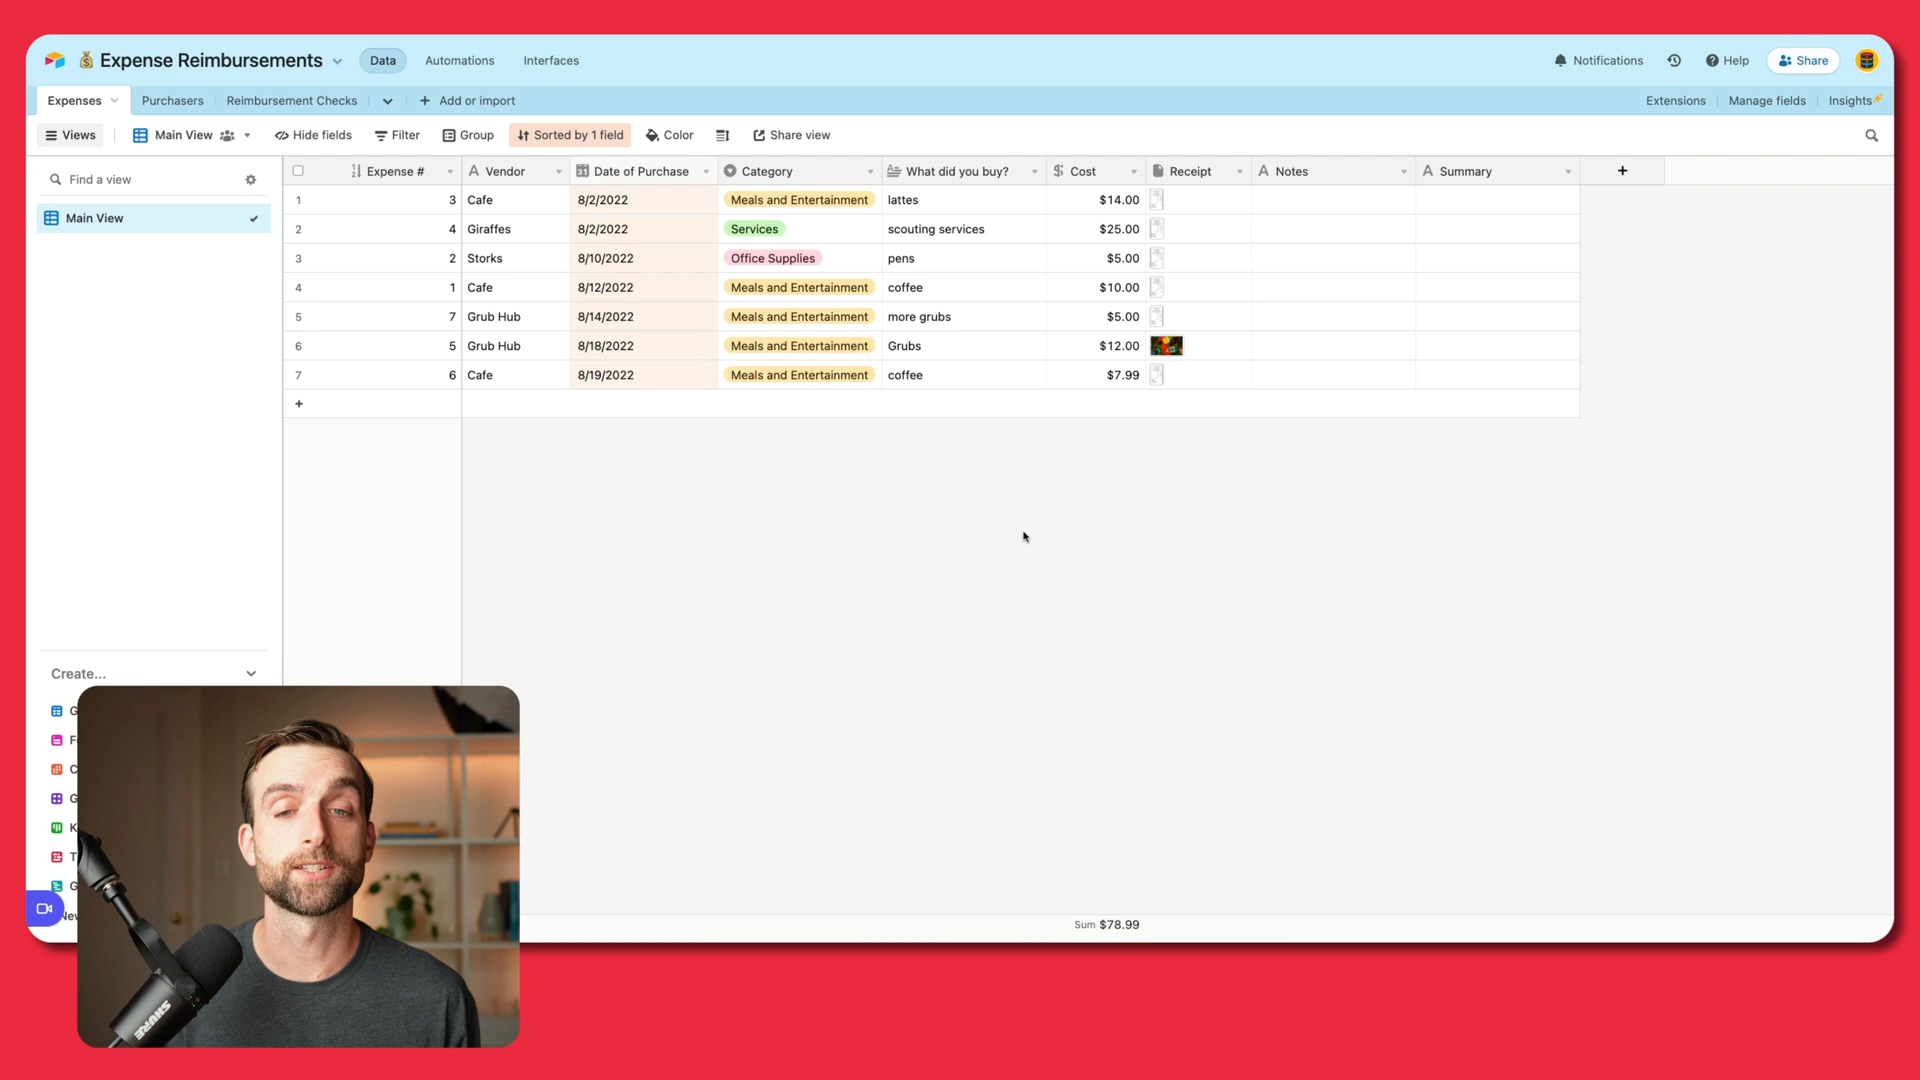 Expense Reimbursements Data Automations Interfaces Notifications Help Share
Expenses Purchasers Reimbursement Checks Add or import Extensions Manage fields Insights
Views Main View Hide fields Filter Group Sorted by 1 field Color Share view
Find a view
Main View
Expense # Vendor Date of Purchase Category What did you buy? Cost Receipt Notes Summary
1 3 Cafe 8/2/2022 Meals and Entertainment lattes $14.00
2 4 Giraffes 8/2/2022 Services scouting services $25.00
3 2 Storks 8/10/2022 Office Supplies pens $5.00
4 1 Cafe 8/12/2022 Meals and Entertainment coffee $10.00
5 7 Grub Hub 8/14/2022 Meals and Entertainment more grubs $5.00
6 5 Grub Hub 8/18/2022 Meals and Entertainment Grubs $12.00
7 6 Cafe 8/19/2022 Meals and Entertainment coffee $7.99
Create...
Sum $78.99
SHURE